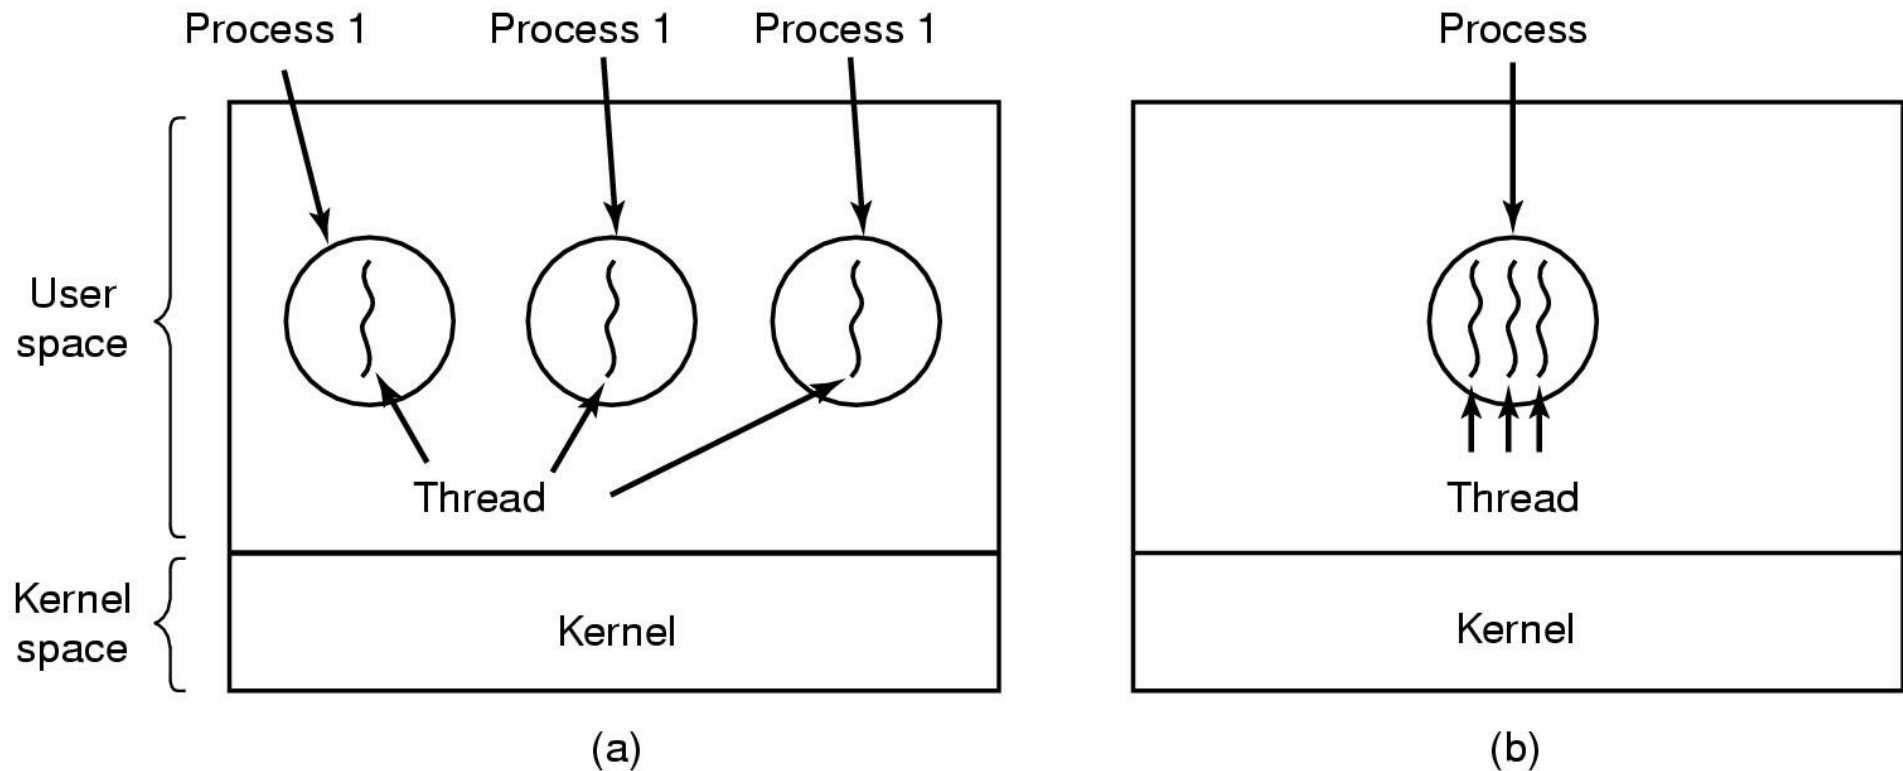 Process 1
Process 1
Process 1
Process
User
space
Thread
Thread
Kernel
space
Kernel
Kernel
(a)
(b)